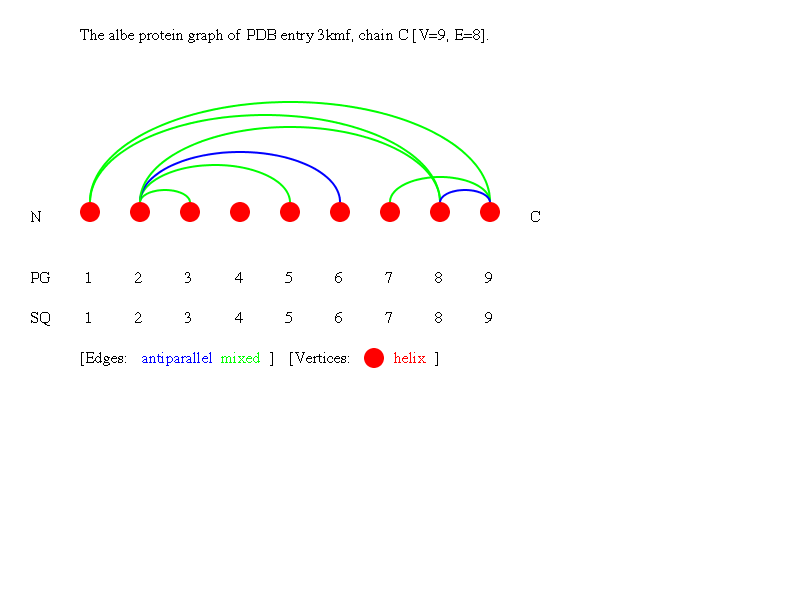 The albe protein graph of PDB entry 3kmf, chain C [V=9, E=8].
N C
PG 1 2 3 4 5 6 7 8 9
SQ 1 2 3 4 5 6 7 8 9
[Edges: antiparallel mixed ] [Vertices: helix ]